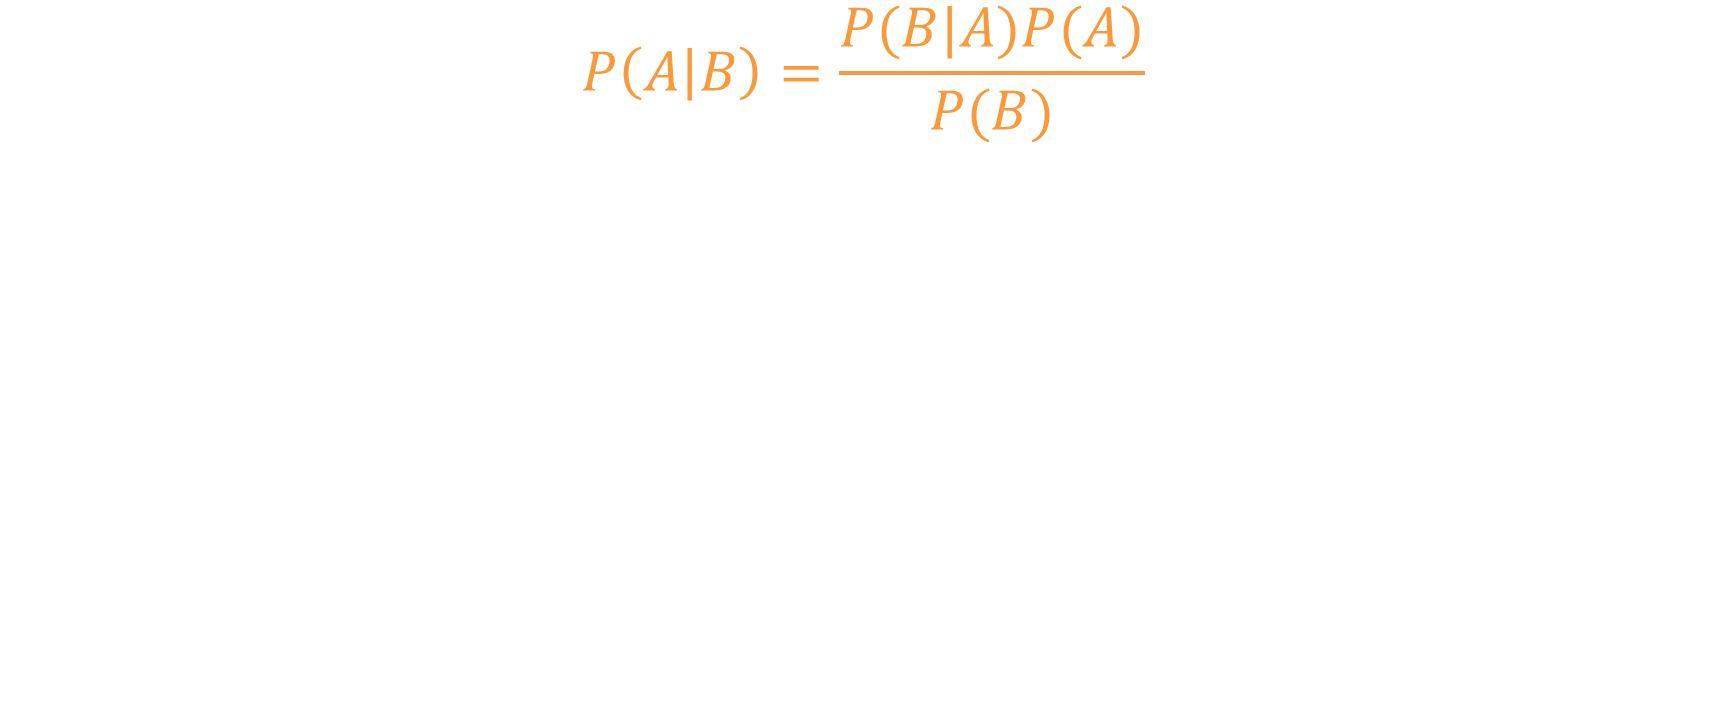 P(A|B) = P(B|A)P(A) / P(B)